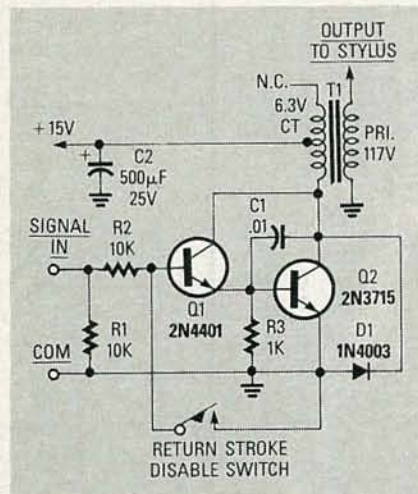 OUTPUT
TO STYLUS
N.C.
T1
6.3V
CT
PRI.
117V
+15V
+
C2
500µF
25V
SIGNAL
IN
R2
10K
C1
.01
Q1
2N4401
Q2
2N3715
R1
10K
R3
1K
D1
1N4003
COM
RETURN STROKE
DISABLE SWITCH